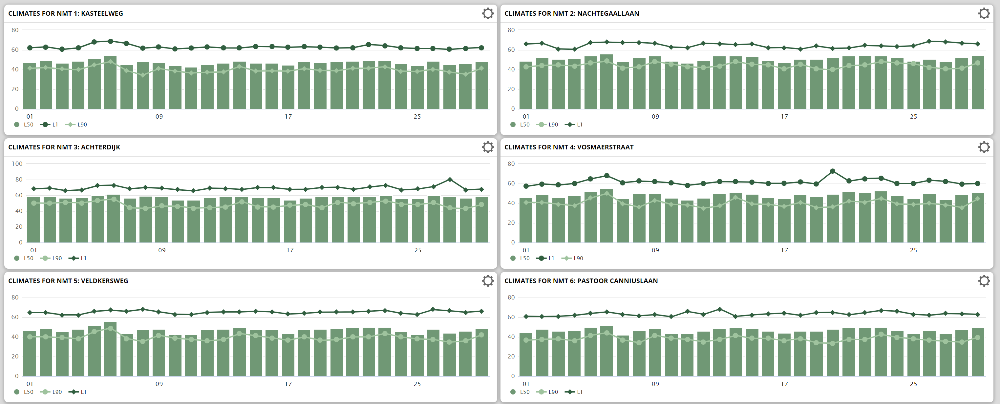 CLIMATES FOR NMT 1: KASTEELWEG
80
60
40
20
0
01 09 17 25
L50 L1 L90
CLIMATES FOR NMT 2: NACHTEGAALLAAN
80
60
40
20
0
01 09 17 25
L50 L90 L1
CLIMATES FOR NMT 3: ACHTERDIJK
100
80
60
40
20
0
01 09 17 25
L50 L90 L1
CLIMATES FOR NMT 4: VOSMAERSTRAAT
80
60
40
20
0
01 09 17 25
L50 L1 L90
CLIMATES FOR NMT 5: VELDKERSWEG
80
60
40
20
0
01 09 17 25
L50 L90 L1
CLIMATES FOR NMT 6: PASTOOR CANNIUSLAAN
80
60
40
20
0
01 09 17 25
L50 L90 L1